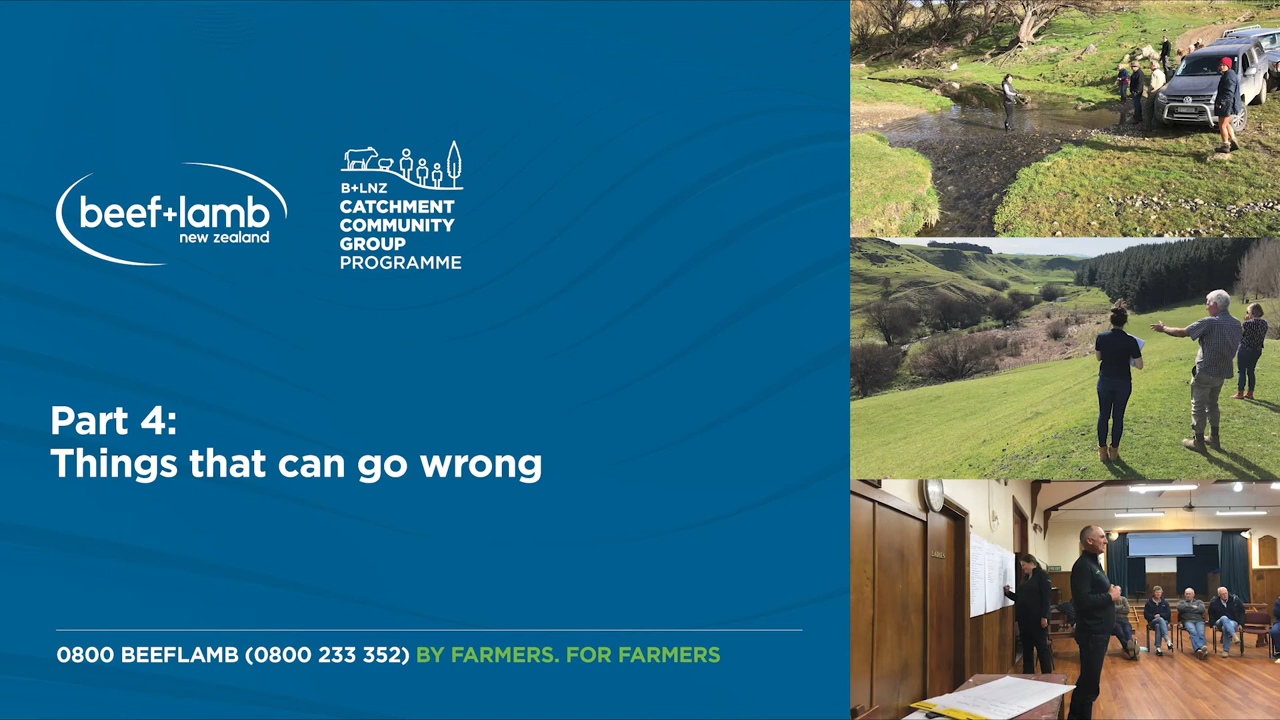 beef+lamb
new zealand
B+LNZ
CATCHMENT
COMMUNITY
GROUP
PROGRAMME
Part 4:
Things that can go wrong
0800 BEEFLAMB (0800 233 352) BY FARMERS. FOR FARMERS
LADIES